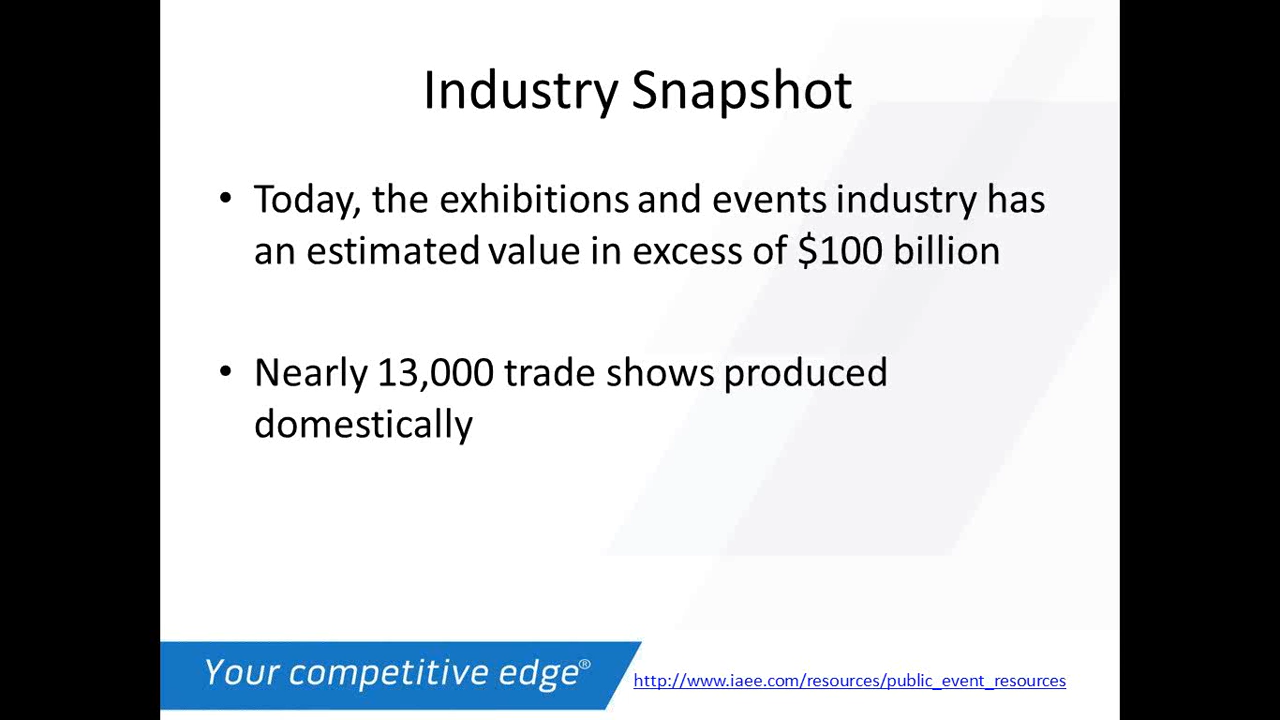 Industry Snapshot
• Today, the exhibitions and events industry has
an estimated value in excess of $100 billion
• Nearly 13,000 trade shows produced
domestically
Your competitive edge®
http://www.iaee.com/resources/public_event_resources